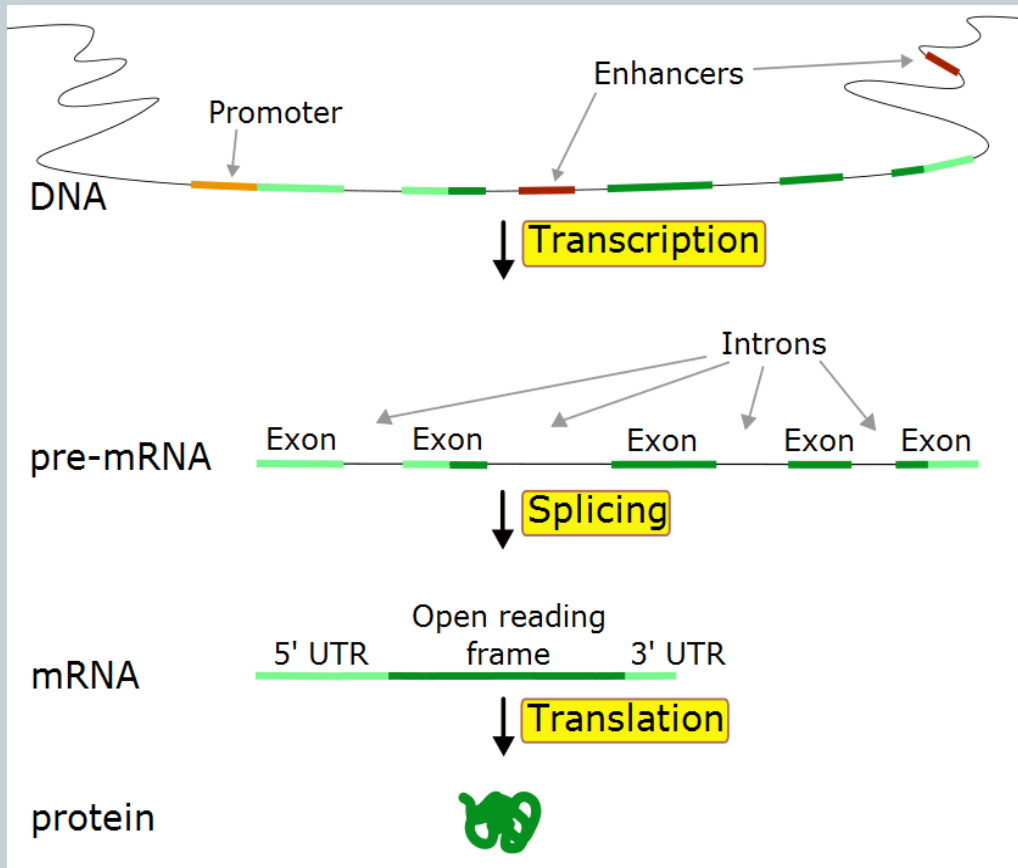 Enhancers
Promoter
DNA
Transcription
Introns
Exon Exon Exon Exon Exon
pre-mRNA
Splicing
Open reading
5' UTR frame 3' UTR
mRNA
Translation
protein